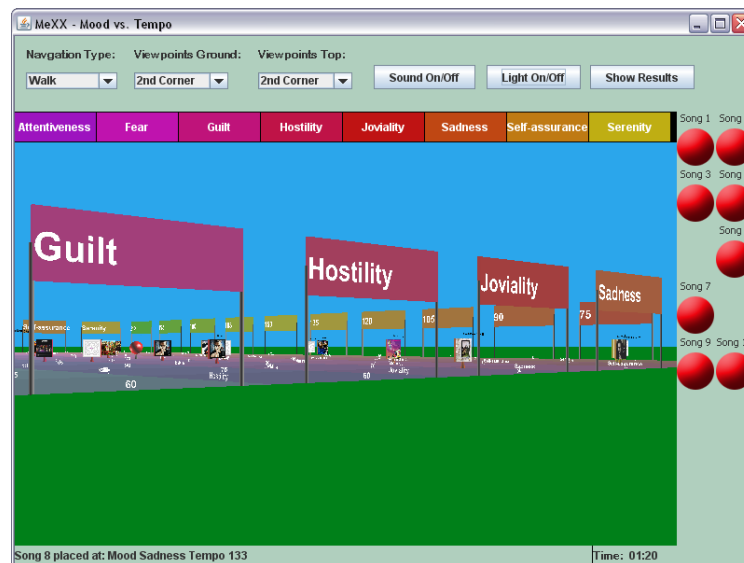 MeXX - Mood vs. Tempo
Navgation Type: Viewpoints Ground: Viewpoints Top:
Walk 2nd Corner 2nd Corner Sound On/Off Light On/Off Show Results
Attentiveness Fear Guilt Hostility Joviality Sadness Self-assurance Serenity
Song 1 Song
Song 3 Song
Song
Song 7
Song 9 Song 1
Guilt Hostility Joviality Sadness
Serenity 120 105 90 75
60 60
Hostility Joviality
Song 8 placed at: Mood Sadness Tempo 133 Time: 01:20